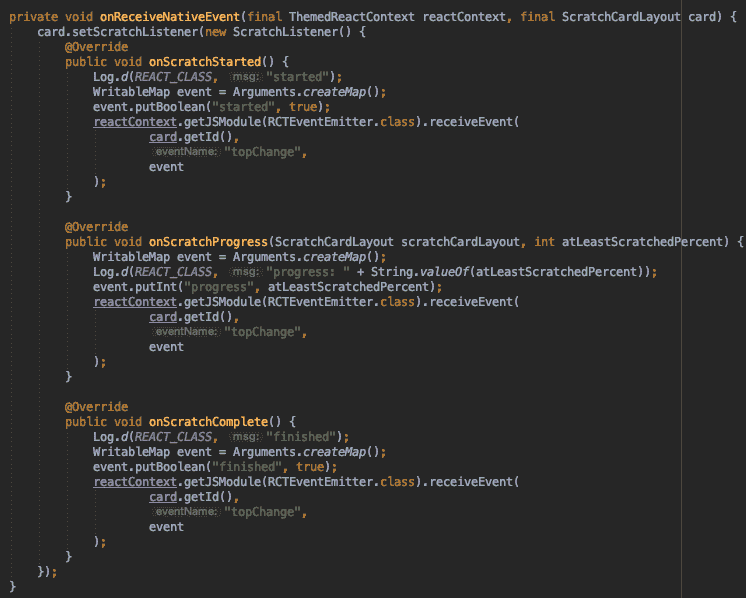 private void onReceiveNativeEvent(final ThemedReactContext reactContext, final ScratchCardLayout card) {
    card.setScratchListener(new ScratchListener() {
        @Override
        public void onScratchStarted() {
            Log.d(REACT_CLASS, msg: "started");
            WritableMap event = Arguments.createMap();
            event.putBoolean("started", true);
            reactContext.getJSModule(RCTEventEmitter.class).receiveEvent(
                    card.getId(),
                    eventName: "topChange",
                    event
            );
        }

        @Override
        public void onScratchProgress(ScratchCardLayout scratchCardLayout, int atLeastScratchedPercent) {
            WritableMap event = Arguments.createMap();
            Log.d(REACT_CLASS, msg: "progress: " + String.valueOf(atLeastScratchedPercent));
            event.putInt("progress", atLeastScratchedPercent);
            reactContext.getJSModule(RCTEventEmitter.class).receiveEvent(
                    card.getId(),
                    eventName: "topChange",
                    event
            );
        }

        @Override
        public void onScratchComplete() {
            Log.d(REACT_CLASS, msg: "finished");
            WritableMap event = Arguments.createMap();
            event.putBoolean("finished", true);
            reactContext.getJSModule(RCTEventEmitter.class).receiveEvent(
                    card.getId(),
                    eventName: "topChange",
                    event
            );
        }
    });
}